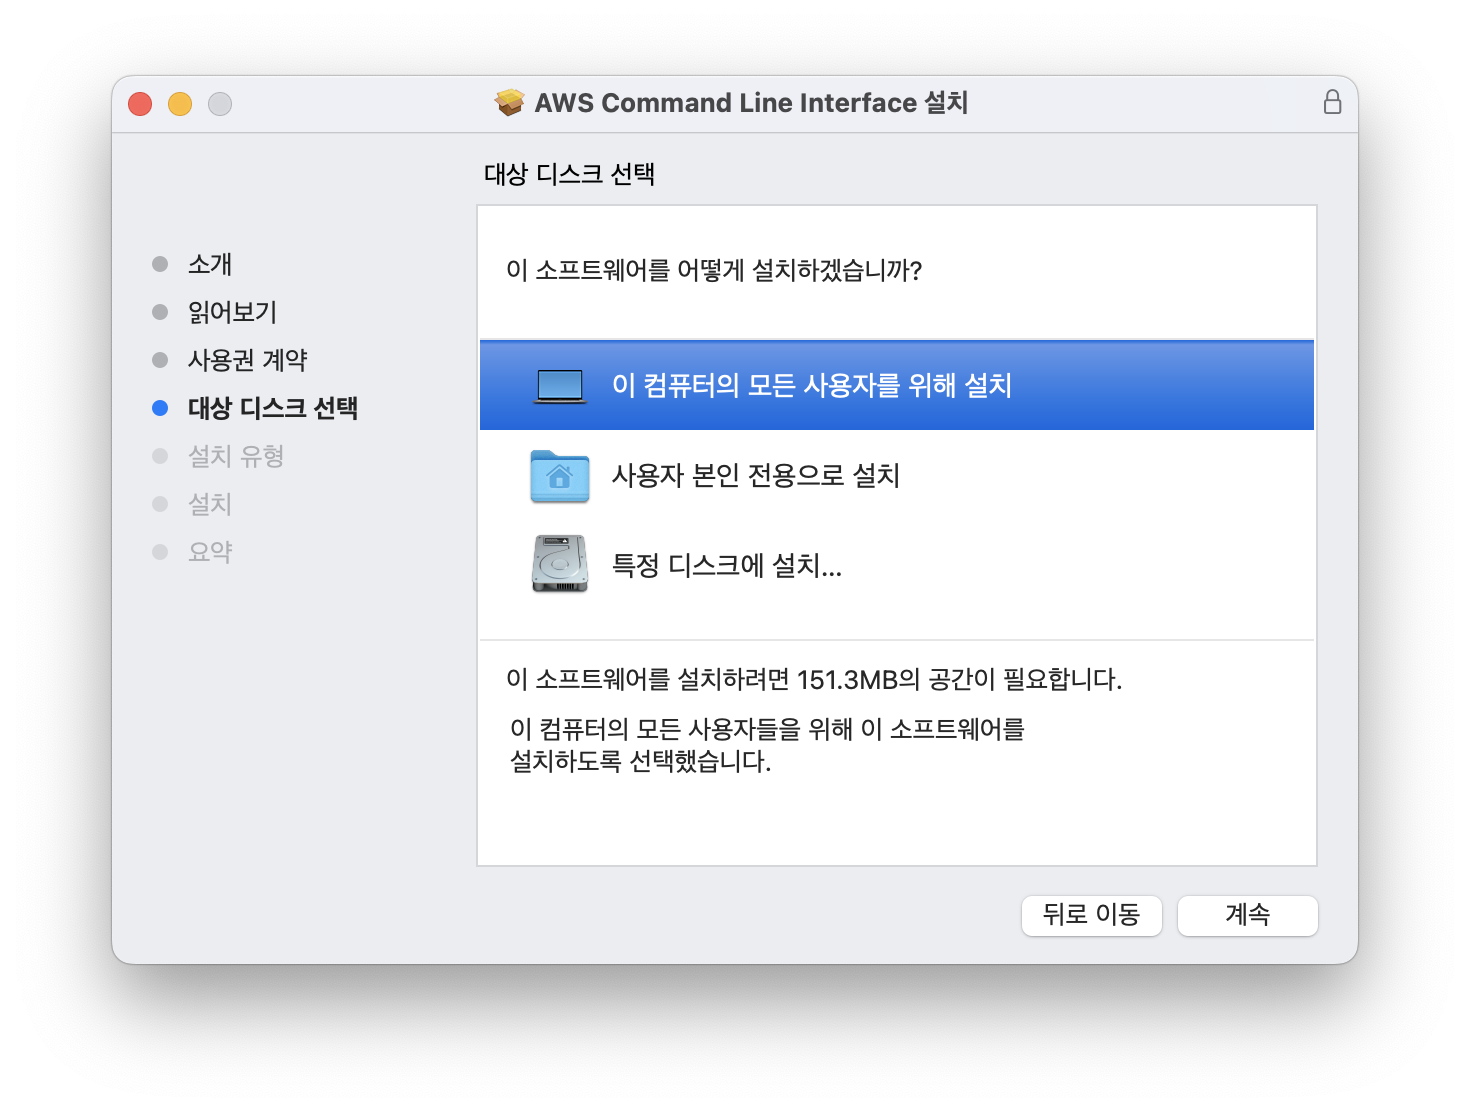 AWS Command Line Interface 설치
대상 디스크 선택
소개
읽어보기
사용권 계약
대상 디스크 선택
설치 유형
설치
요약
이 소프트웨어를 어떻게 설치하겠습니까?
이 컴퓨터의 모든 사용자를 위해 설치
사용자 본인 전용으로 설치
특정 디스크에 설치...
이 소프트웨어를 설치하려면 151.3MB의 공간이 필요합니다.
이 컴퓨터의 모든 사용자들을 위해 이 소프트웨어를
설치하도록 선택했습니다.
뒤로 이동
계속